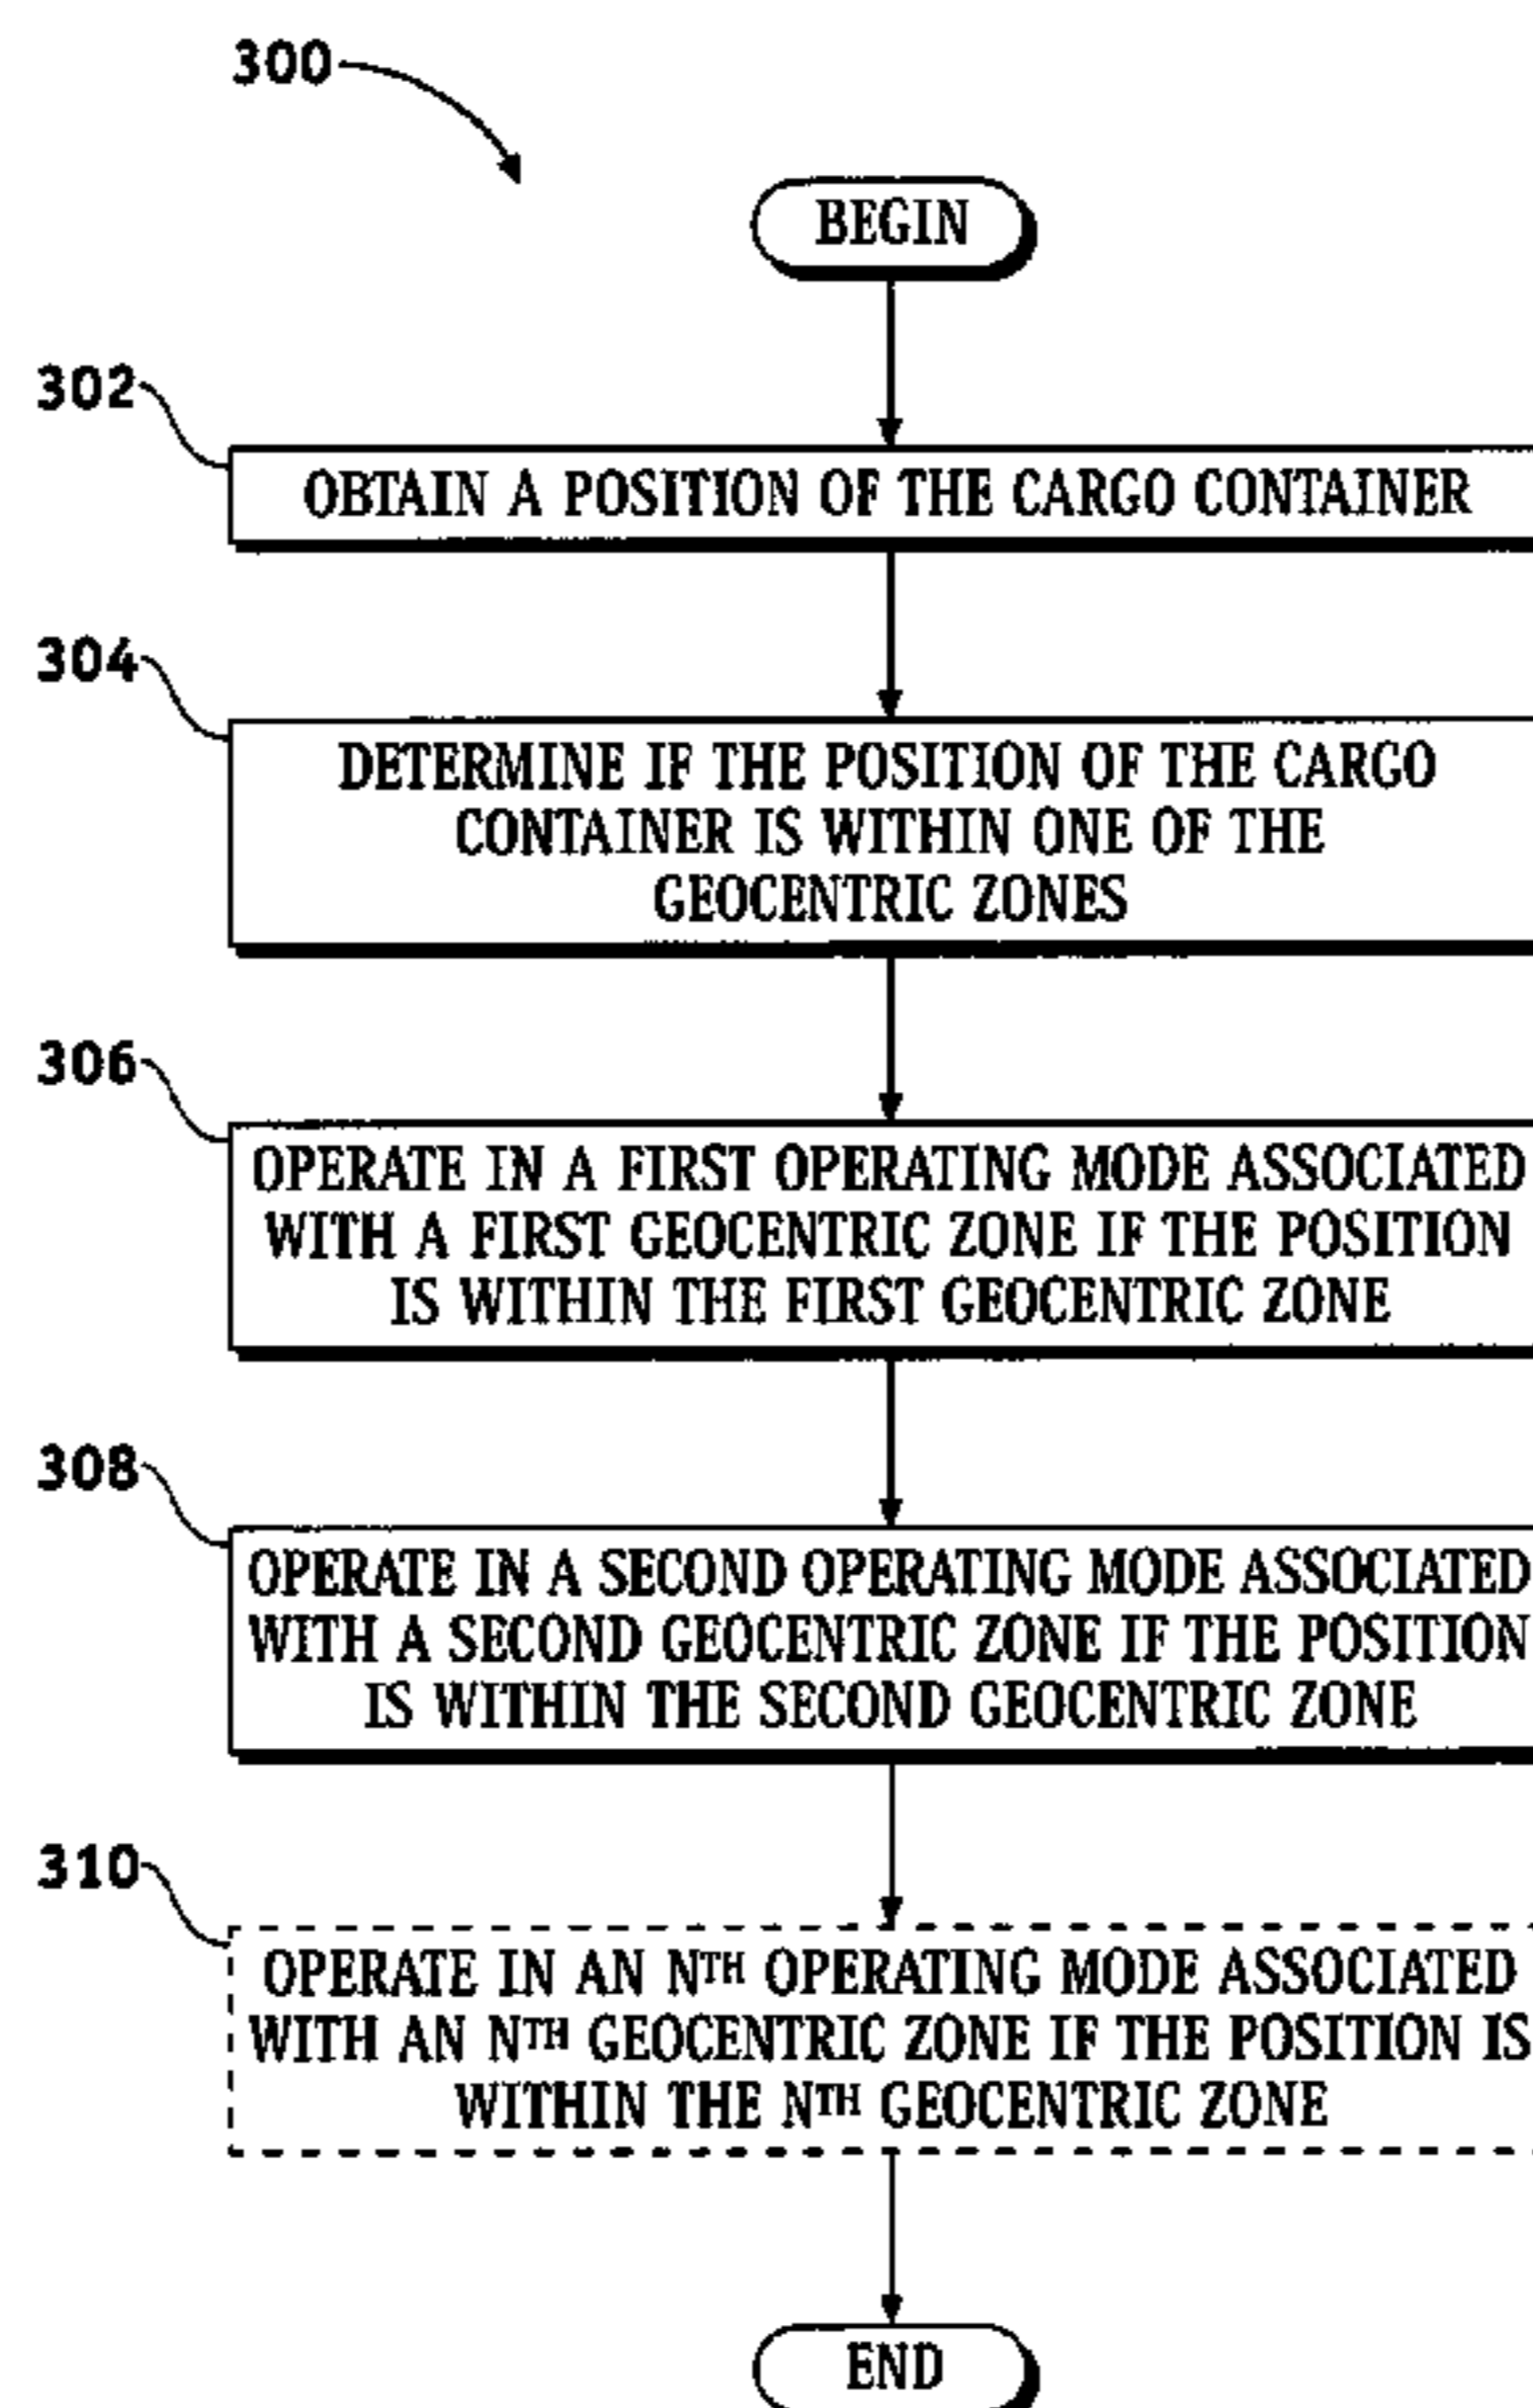 300
BEGIN
302
OBTAIN A POSITION OF THE CARGO CONTAINER
304
DETERMINE IF THE POSITION OF THE CARGO
CONTAINER IS WITHIN ONE OF THE
GEOCENTRIC ZONES
306
OPERATE IN A FIRST OPERATING MODE ASSOCIATED
WITH A FIRST GEOCENTRIC ZONE IF THE POSITION
IS WITHIN THE FIRST GEOCENTRIC ZONE
308
OPERATE IN A SECOND OPERATING MODE ASSOCIATED
WITH A SECOND GEOCENTRIC ZONE IF THE POSITION
IS WITHIN THE SECOND GEOCENTRIC ZONE
310
OPERATE IN AN NTH OPERATING MODE ASSOCIATED
WITH AN NTH GEOCENTRIC ZONE IF THE POSITION IS
WITHIN THE NTH GEOCENTRIC ZONE
END